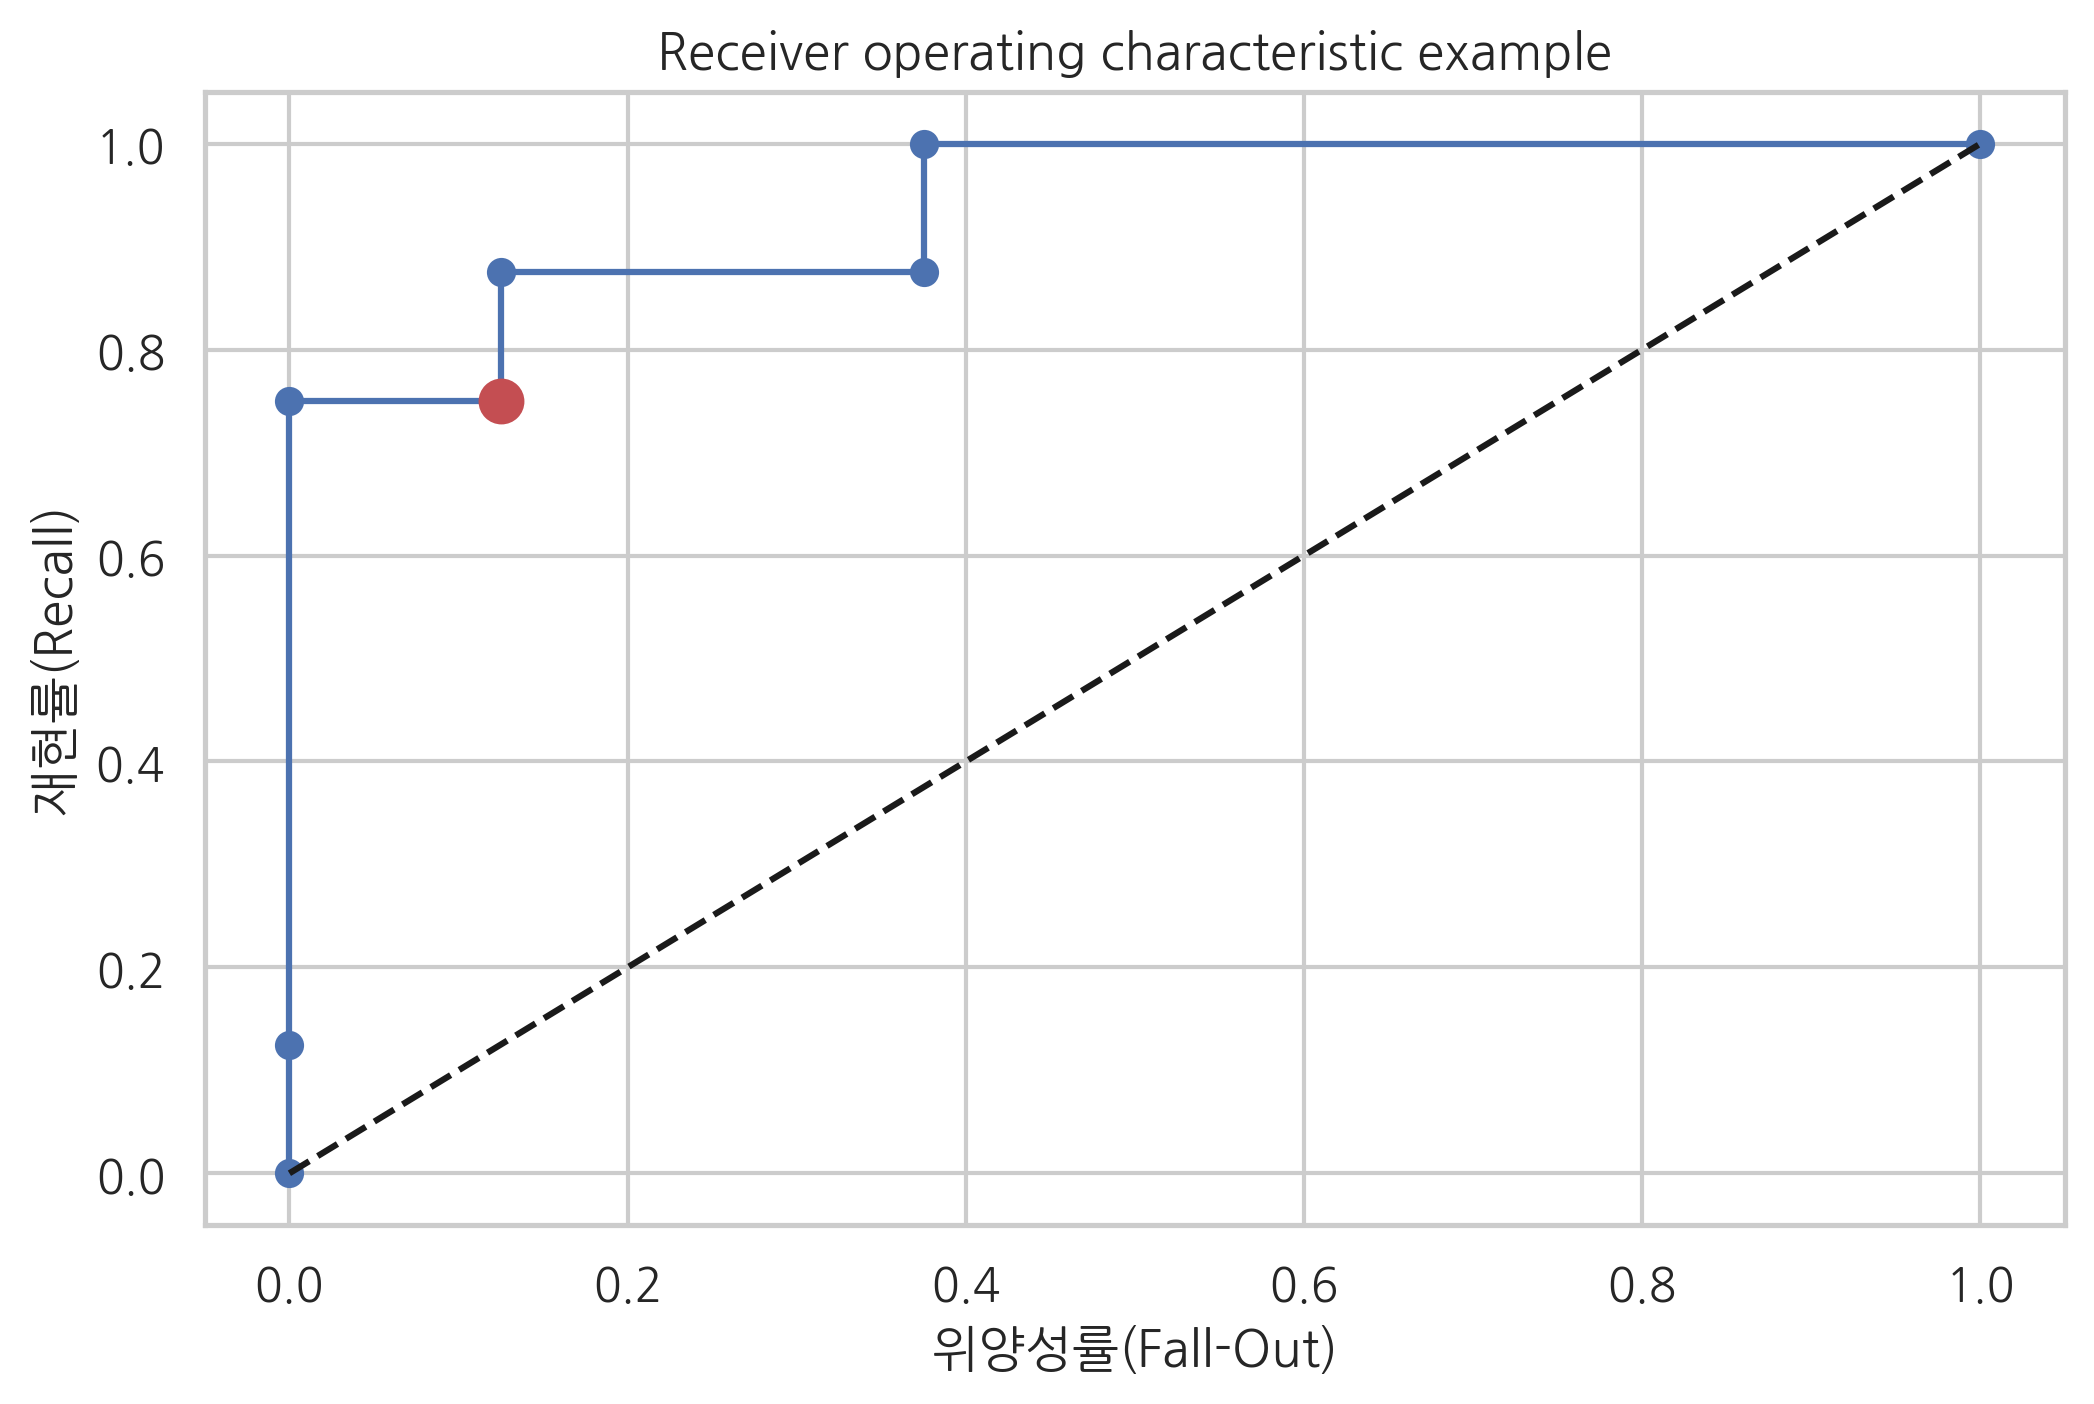 Receiver operating characteristic example
1.0
0.8
0.6
0.4
0.2
0.0
재현률(Recall)
0.0 0.2 0.4 0.6 0.8 1.0
위양성률(Fall-Out)